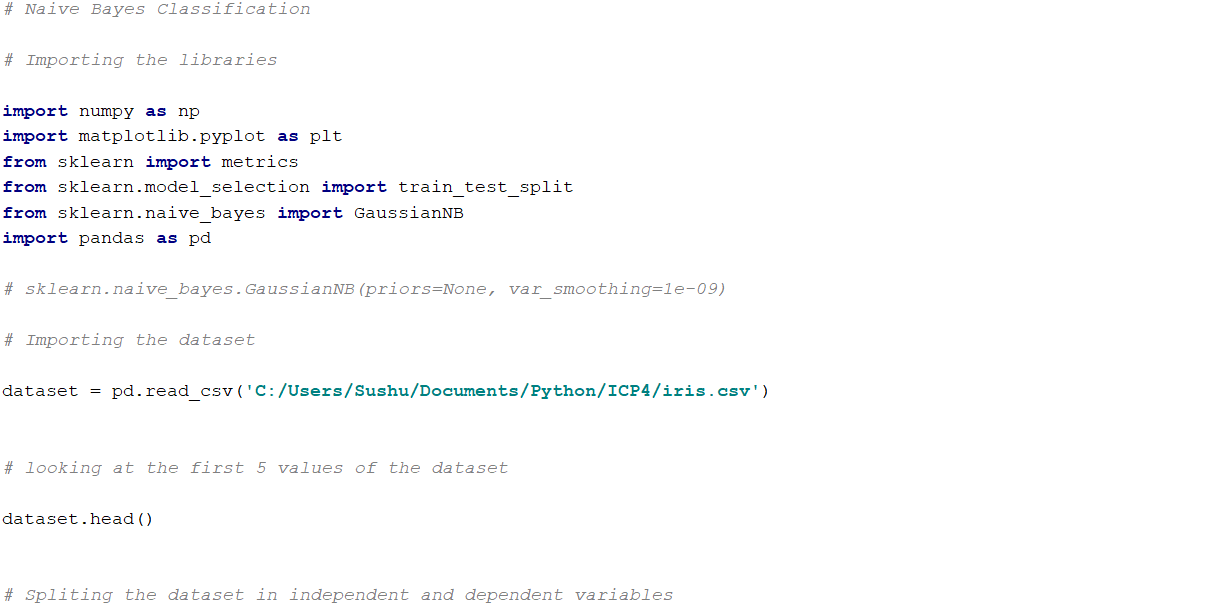 # Naive Bayes Classification
# Importing the libraries
import numpy as np
import matplotlib.pyplot as plt
from sklearn import metrics
from sklearn.model_selection import train_test_split
from sklearn.naive_bayes import GaussianNB
import pandas as pd
# sklearn.naive_bayes.GaussianNB(priors=None, var_smoothing=1e-09)
# Importing the dataset
dataset = pd.read_csv('C:/Users/Sushu/Documents/Python/ICP4/iris.csv')
# looking at the first 5 values of the dataset
dataset.head()
# Spliting the dataset in independent and dependent variables